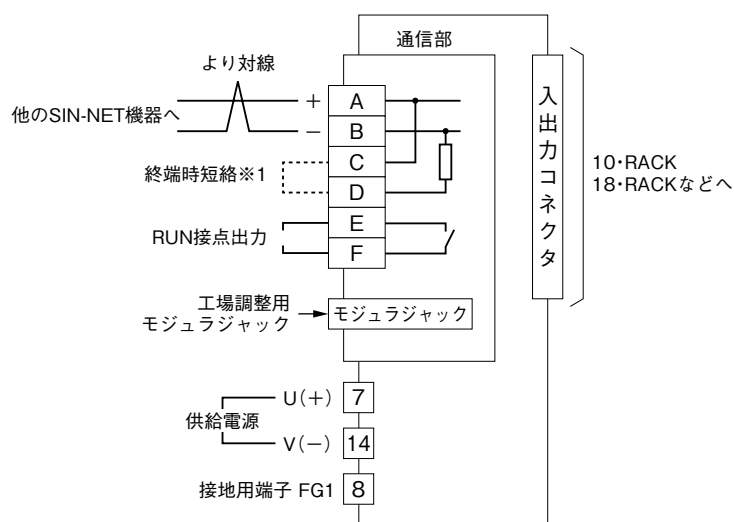 通信部
より対線
他のSIN-NET機器へ
+
−
A
B
C
D
E
F
終端時短絡※1
RUN接点出力
入出力コネクタ
10・RACK
18・RACKなどへ
工場調整用
モジュラジャック
モジュラジャック
供給電源
U(+) 7
V(−) 14
接地用端子 FG1 8